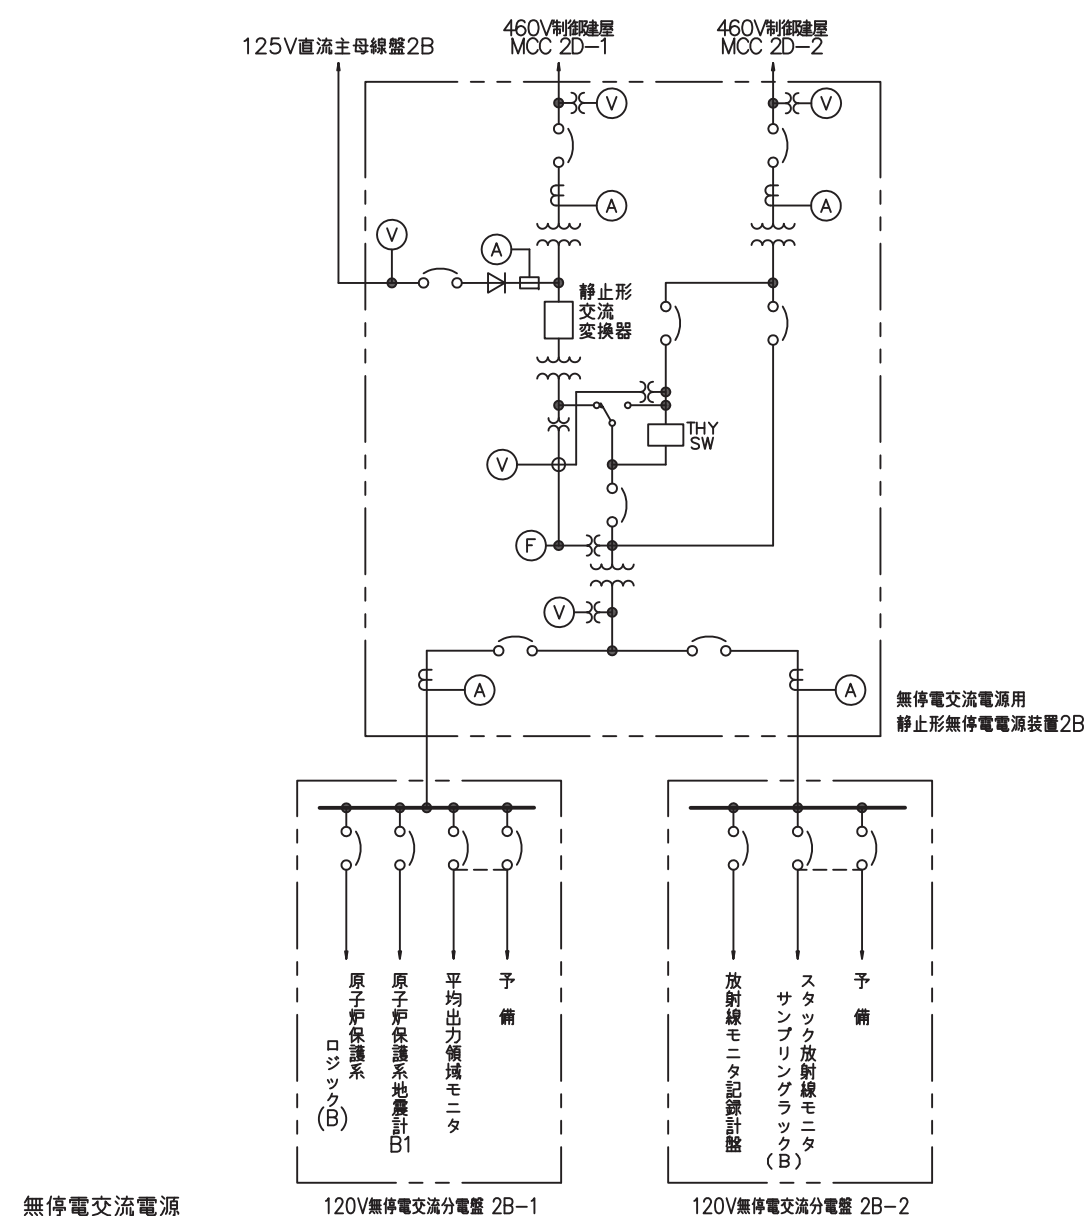 460V制御建屋
MCC 2D-1
460V制御建屋
MCC 2D-2
125V直流主母線盤2B
V
V
A
A
V
A
静止形
交流
変換器
THY
SW
V
F
V
A
A
無停電交流電源用
静止形無停電電源装置2B
原子炉保護系
ロジック
(B)
原子炉保護系地震計
B1
平均出力領域モニタ
予備
放射線モニタ記録計盤
スタック放射線モニタ
サンプリングラック
(B)
予備
120V無停電交流分電盤 2B-1
120V無停電交流分電盤 2B-2
無停電交流電源